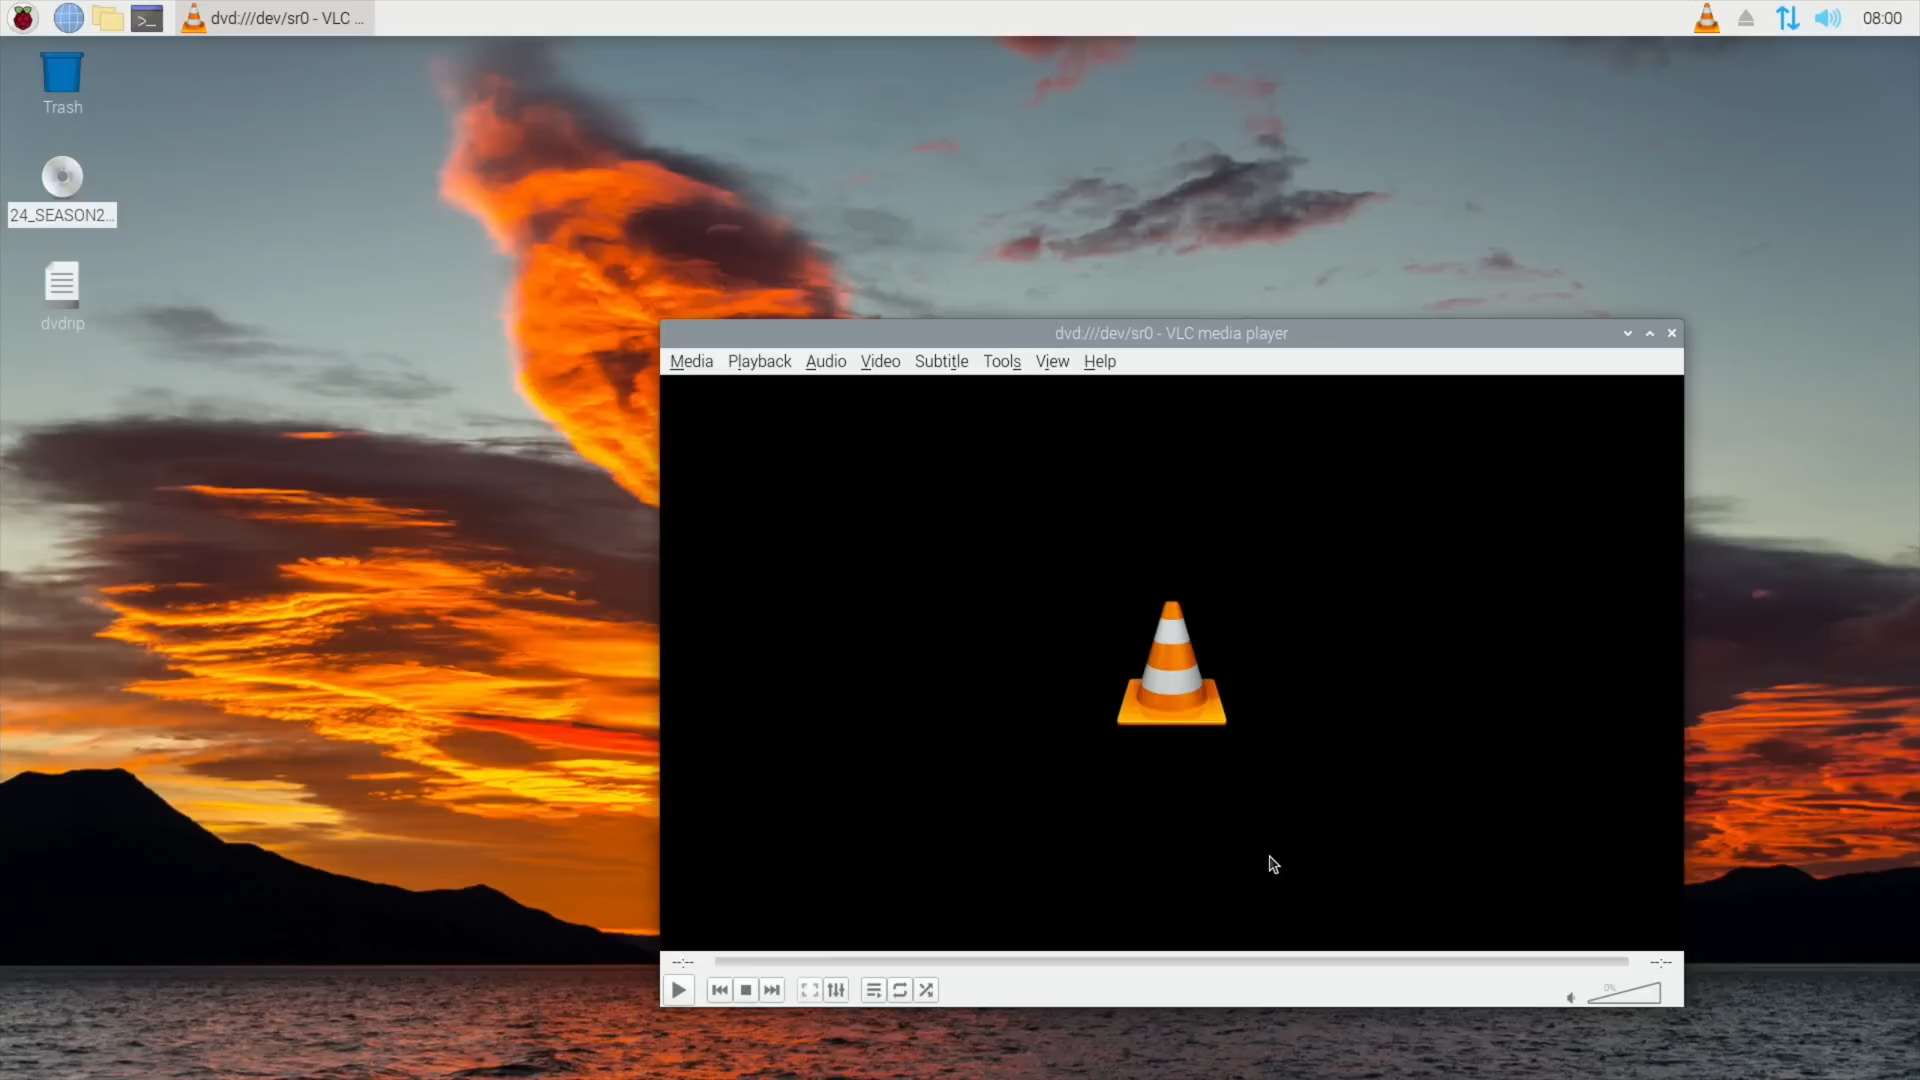 dvd:///dev/sr0 - VLC ...
08:00
Trash
24_SEASON2...
dvdrip
dvd:///dev/sr0 - VLC media player
Media Playback Audio Video Subtitle Tools View Help
--:-- --:--
0%